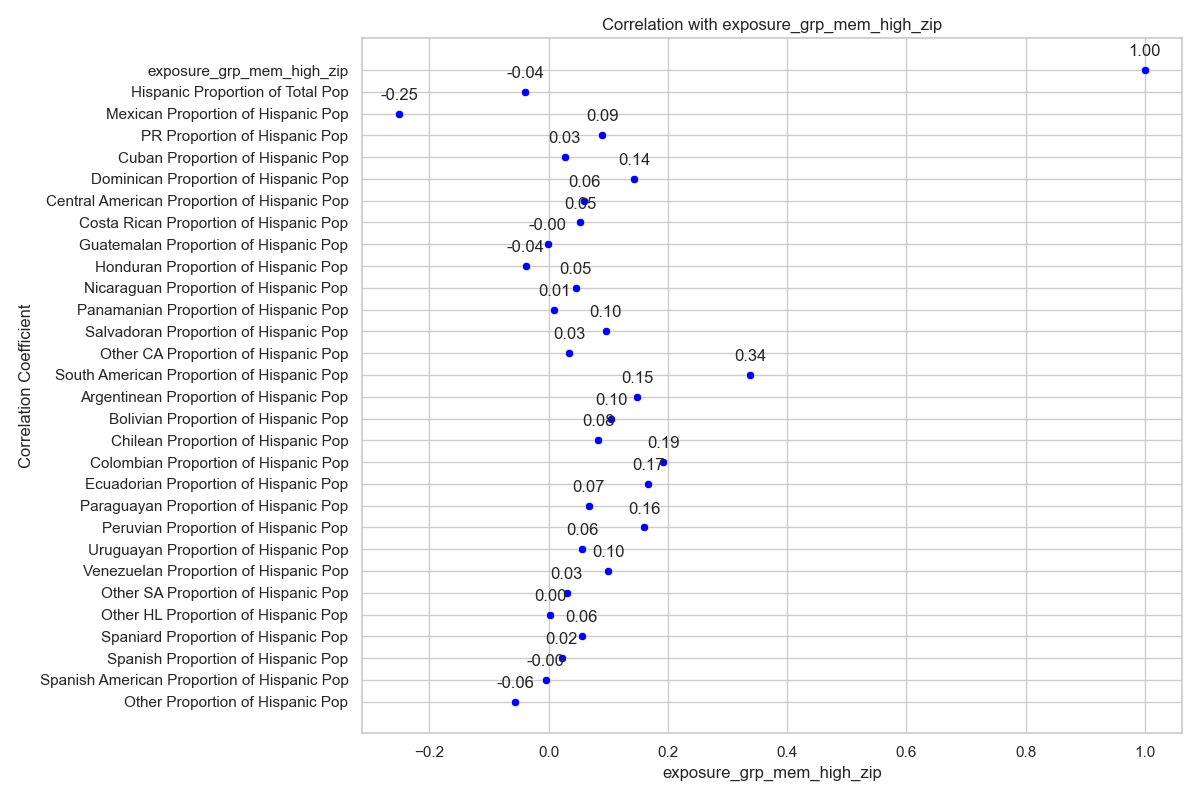 Correlation with exposure_grp_mem_high_zip
1.00
exposure_grp_mem_high_zip
-0.04
Hispanic Proportion of Total Pop
-0.25
Mexican Proportion of Hispanic Pop
0.09
PR Proportion of Hispanic Pop
0.03
Cuban Proportion of Hispanic Pop
0.14
Dominican Proportion of Hispanic Pop
0.06
Central American Proportion of Hispanic Pop
0.05
Costa Rican Proportion of Hispanic Pop
-0.00
Guatemalan Proportion of Hispanic Pop
-0.04
Honduran Proportion of Hispanic Pop
0.05
Nicaraguan Proportion of Hispanic Pop
0.01
Panamanian Proportion of Hispanic Pop
0.10
Salvadoran Proportion of Hispanic Pop
0.03
Other CA Proportion of Hispanic Pop
0.34
South American Proportion of Hispanic Pop
0.15
Argentinean Proportion of Hispanic Pop
0.10
Bolivian Proportion of Hispanic Pop
0.08
Chilean Proportion of Hispanic Pop
0.19
Colombian Proportion of Hispanic Pop
0.17
Ecuadorian Proportion of Hispanic Pop
0.07
Paraguayan Proportion of Hispanic Pop
0.16
Peruvian Proportion of Hispanic Pop
0.06
Uruguayan Proportion of Hispanic Pop
0.10
Venezuelan Proportion of Hispanic Pop
0.03
Other SA Proportion of Hispanic Pop
0.00
Other HL Proportion of Hispanic Pop
0.06
Spaniard Proportion of Hispanic Pop
0.02
Spanish Proportion of Hispanic Pop
-0.00
Spanish American Proportion of Hispanic Pop
-0.06
Other Proportion of Hispanic Pop
Correlation Coefficient
−0.2 0.0 0.2 0.4 0.6 0.8 1.0
exposure_grp_mem_high_zip